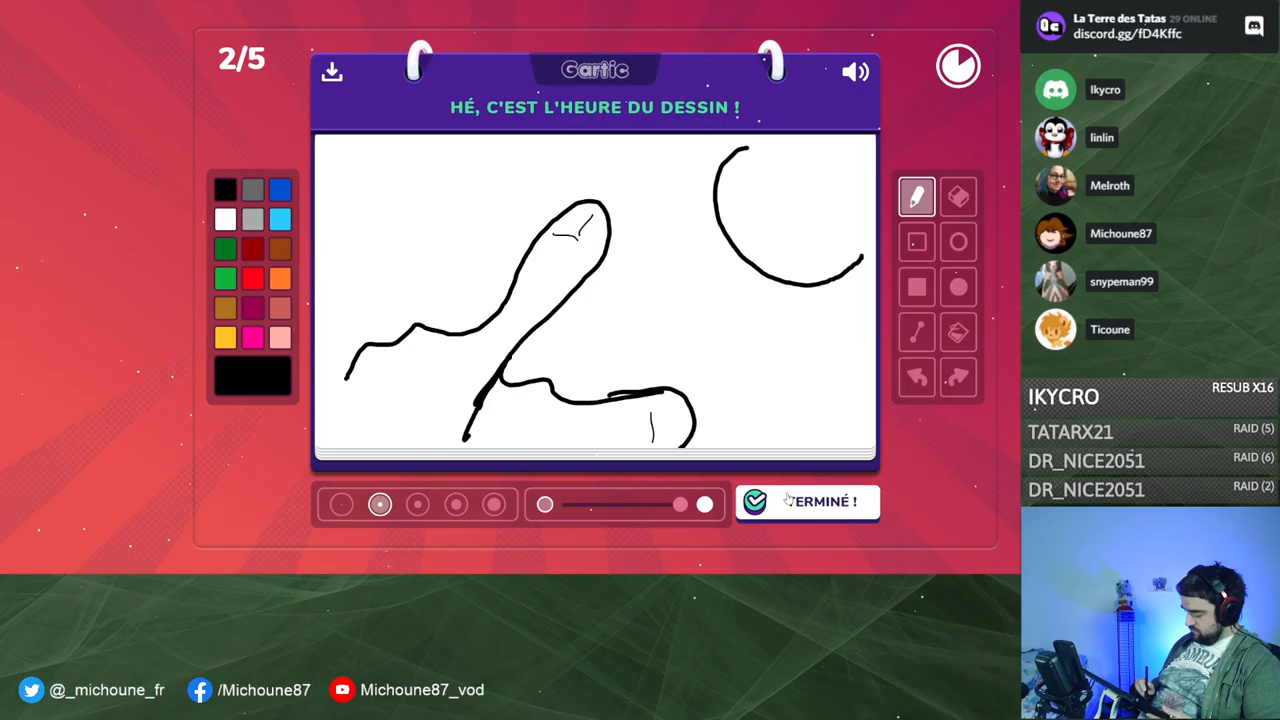 2/5
Gartic
HÉ, C'EST L'HEURE DU DESSIN !
TERMINÉ !
La Terre des Tatas 29 ONLINE
discord.gg/fD4Kffc
Ikycro
linlin
Melroth
Michoune87
snypeman99
Ticoune
IKYCRO RESUB X16
TATARX21 RAID (5)
DR_NICE2051 RAID (6)
DR_NICE2051 RAID (2)
@_michoune_fr
/Michoune87
Michoune87_vod